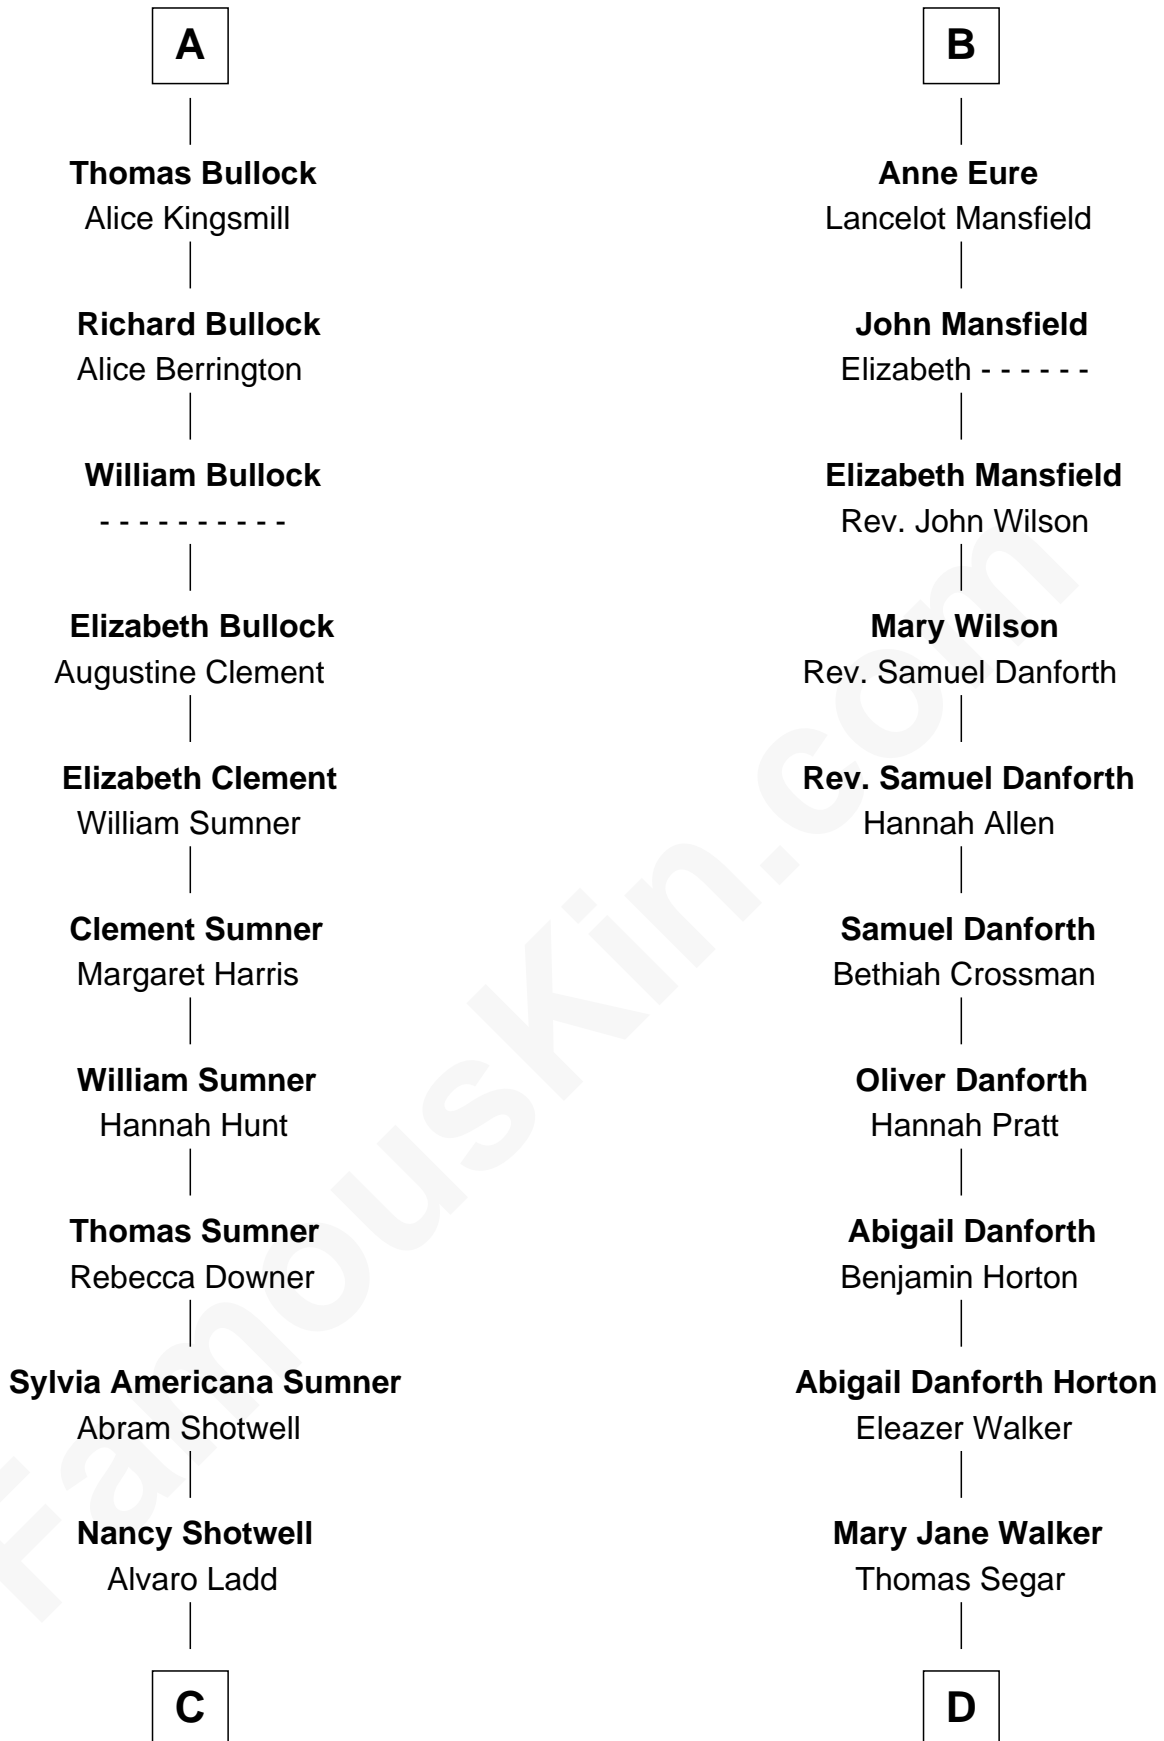 A
Thomas Bullock
Alice Kingsmill
Richard Bullock
Alice Berrington
William Bullock
- - - - - - - - - -
Elizabeth Bullock
Augustine Clement
Elizabeth Clement
William Sumner
Clement Sumner
Margaret Harris
William Sumner
Hannah Hunt
Thomas Sumner
Rebecca Downer
Sylvia Americana Sumner
Abram Shotwell
Nancy Shotwell
Alvaro Ladd
C
B
Anne Eure
Lancelot Mansfield
John Mansfield
Elizabeth - - - - - -
Elizabeth Mansfield
Rev. John Wilson
Mary Wilson
Rev. Samuel Danforth
Rev. Samuel Danforth
Hannah Allen
Samuel Danforth
Bethiah Crossman
Oliver Danforth
Hannah Pratt
Abigail Danforth
Benjamin Horton
Abigail Danforth Horton
Eleazer Walker
Mary Jane Walker
Thomas Segar
D
FamousKin.com